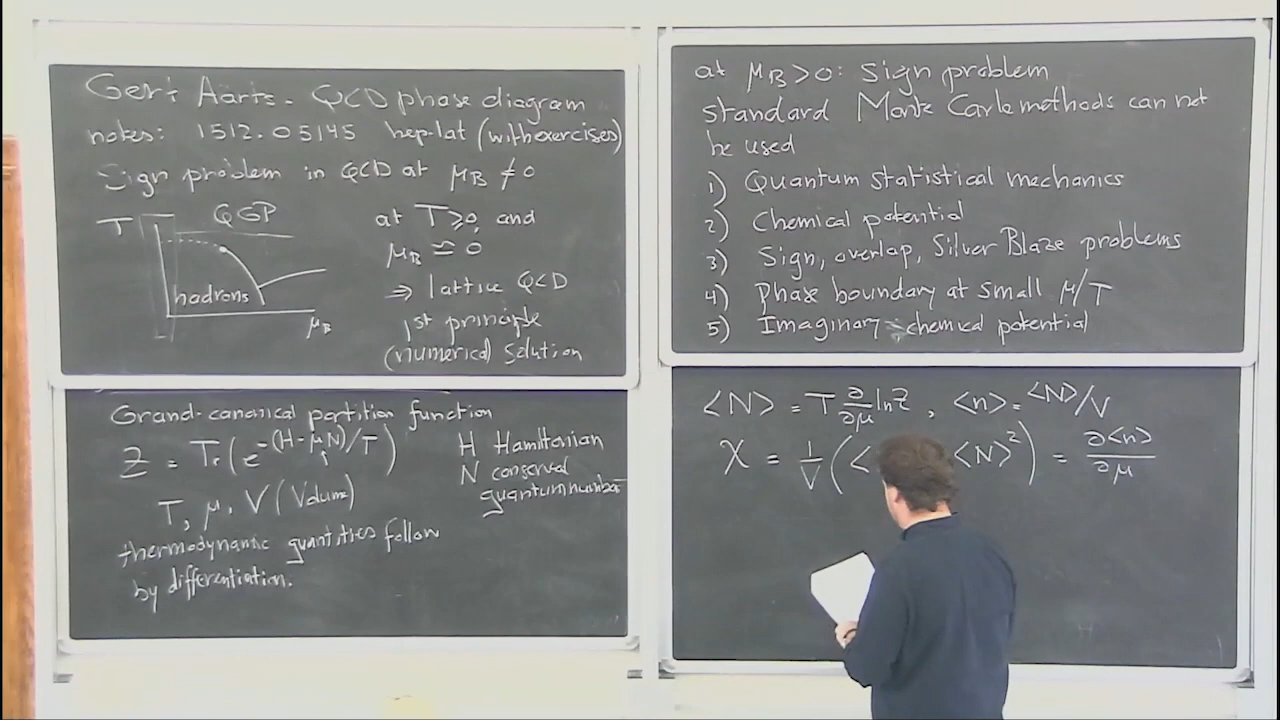 Gert Aarts - QCD phase diagram
notes: 1512.05145 hep-lat (with exercises)
Sign problem in QCD at μ_B ≠ 0
T QGP hadrons μ_B
at T ≥ 0, and
μ_B ≃ 0
⇒ lattice QCD
1st principle
(numerical) solution
Grand-canonical partition function
Z = Tr(e^{-(H-μN)/T})
H Hamiltonian
N conserved
quantum number
T, μ, V (Volume)
thermodynamic quantities follow
by differentiation.
at μ_B > 0: sign problem
standard Monte Carlo methods can not
be used
1) Quantum statistical mechanics
2) Chemical potential
3) Sign, overlap, Silver Blaze problems
4) Phase boundary at small μ/T
5) Imaginary chemical potential
<N> = T ∂/∂μ ln Z, <n> = <N>/V
χ = 1/V (< <N>²) = ∂<n>/∂μ